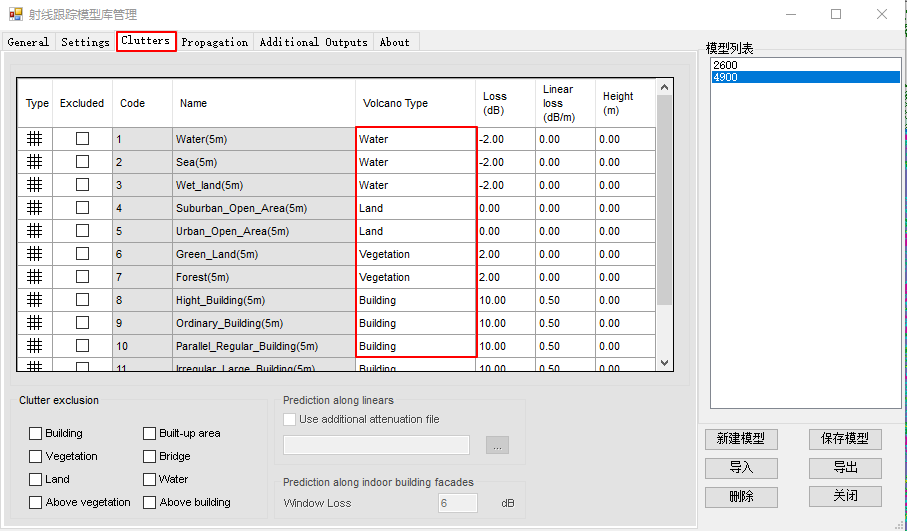 射线跟踪模型库管理
General Settings Clutters Propagation Additional Outputs About
Type Excluded Code Name Volcano Type Loss (dB) Linear loss (dB/m) Height (m)
1 Water(5m) Water -2.00 0.00 0.00
2 Sea(5m) Water -2.00 0.00 0.00
3 Wet_land(5m) Water -2.00 0.00 0.00
4 Suburban_Open_Area(5m) Land 0.00 0.00 0.00
5 Urban_Open_Area(5m) Land 0.00 0.00 0.00
6 Green_Land(5m) Vegetation 2.00 0.00 0.00
7 Forest(5m) Vegetation 2.00 0.00 0.00
8 Hight_Building(5m) Building 10.00 0.50 0.00
9 Ordinary_Building(5m) Building 10.00 0.50 0.00
10 Parallel_Regular_Building(5m) Building 10.00 0.50 0.00
11 Irregular_Large_Building(5m) Building 10.00 0.50 0.00
Clutter exclusion
Building Built-up area
Vegetation Bridge
Land Water
Above vegetation Above building
Prediction along linears
Use additional attenuation file
...
Prediction along indoor building facades
Window Loss 6 dB
模型列表
2600
4900
新建模型 保存模型
导入 导出
删除 关闭